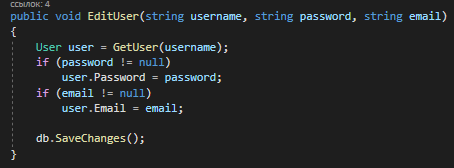 ссылок: 4
public void EditUser(string username, string password, string email)
{
User user = GetUser(username);
if (password != null)
user.Password = password;
if (email != null)
user.Email = email;
db.SaveChanges();
}